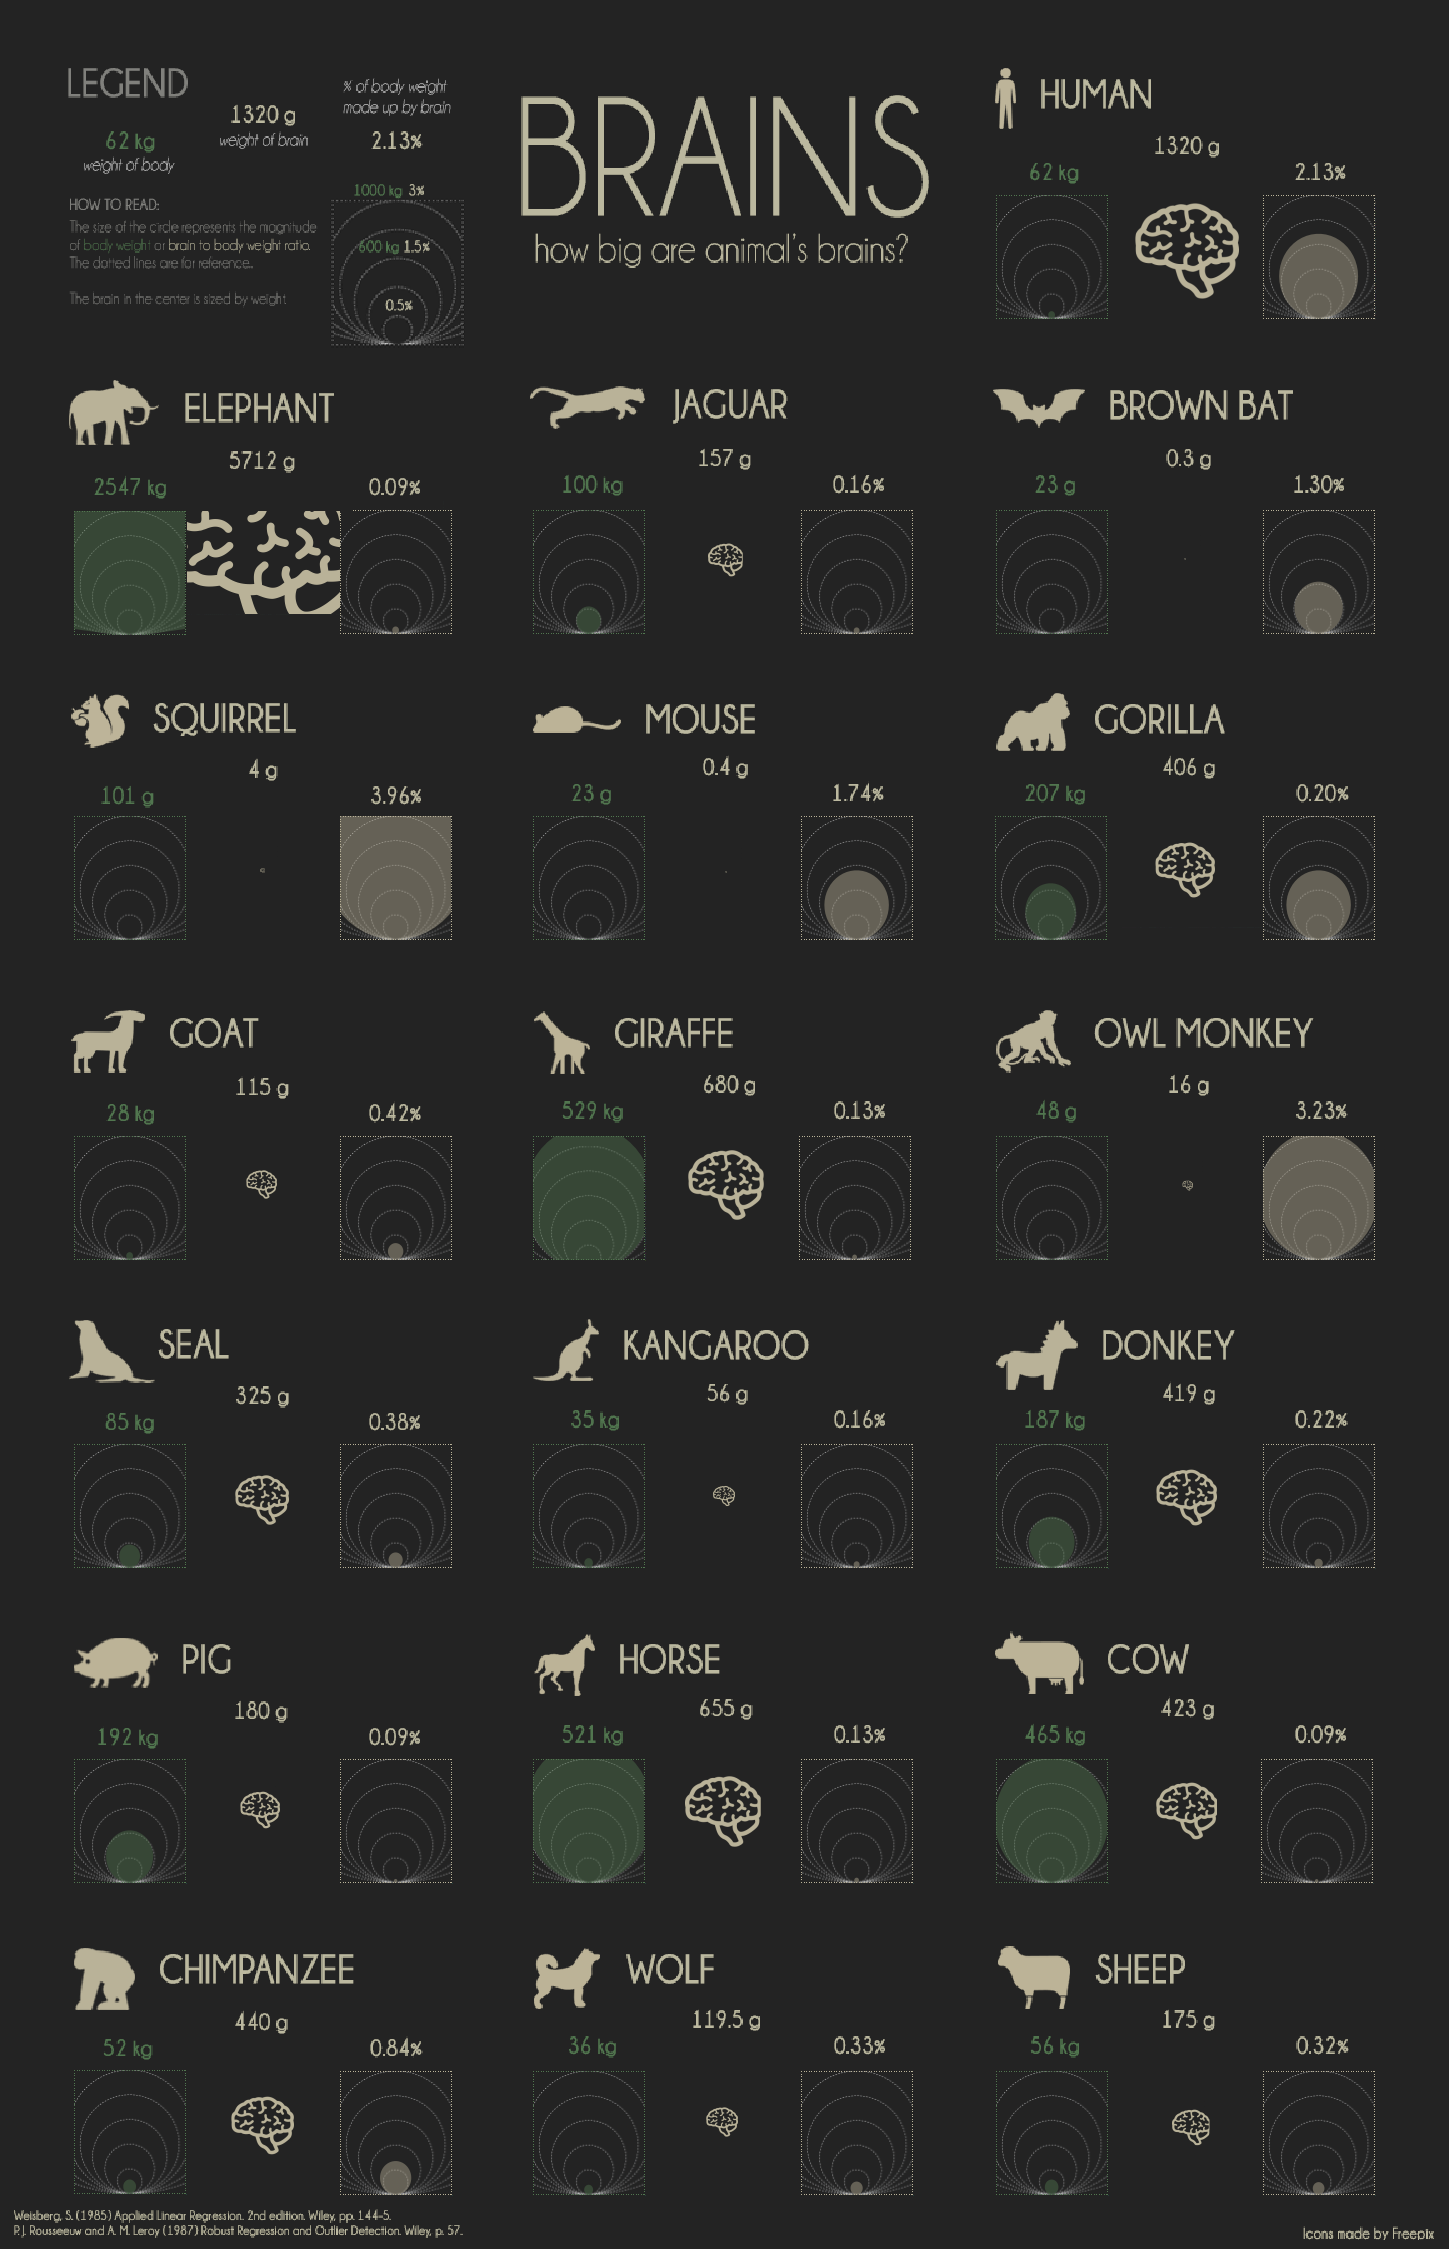 LEGEND
62 kg
weight of body
1320 g
weight of brain
% of body weight
made up by brain
2.13%
HOW TO READ:
The size of the circle represents the magnitude
of body weight or brain to body weight ratio.
The dotted lines are for reference.
The brain in the center is sized by weight.
1000 kg 3%
600 kg 1.5%
0.5%
BRAINS
how big are animal's brains?
HUMAN
1320 g
62 kg
2.13%
ELEPHANT
5712 g
2547 kg
0.09%
JAGUAR
157 g
100 kg
0.16%
BROWN BAT
0.3 g
23 g
1.30%
SQUIRREL
4 g
101 g
3.96%
MOUSE
0.4 g
23 g
1.74%
GORILLA
406 g
207 kg
0.20%
GOAT
115 g
28 kg
0.42%
GIRAFFE
680 g
529 kg
0.13%
OWL MONKEY
16 g
48 g
3.23%
SEAL
325 g
85 kg
0.38%
KANGAROO
56 g
35 kg
0.16%
DONKEY
419 g
187 kg
0.22%
PIG
180 g
192 kg
0.09%
HORSE
655 g
521 kg
0.13%
COW
423 g
465 kg
0.09%
CHIMPANZEE
440 g
52 kg
0.84%
WOLF
119.5 g
36 kg
0.33%
SHEEP
175 g
56 kg
0.32%
Weisberg, S. (1985) Applied Linear Regression. 2nd edition. Wiley, pp. 144-5.
P.J. Rousseeuw and A. M. Leroy (1987) Robust Regression and Outlier Detection. Wiley, p. 57.
Icons made by Freepix